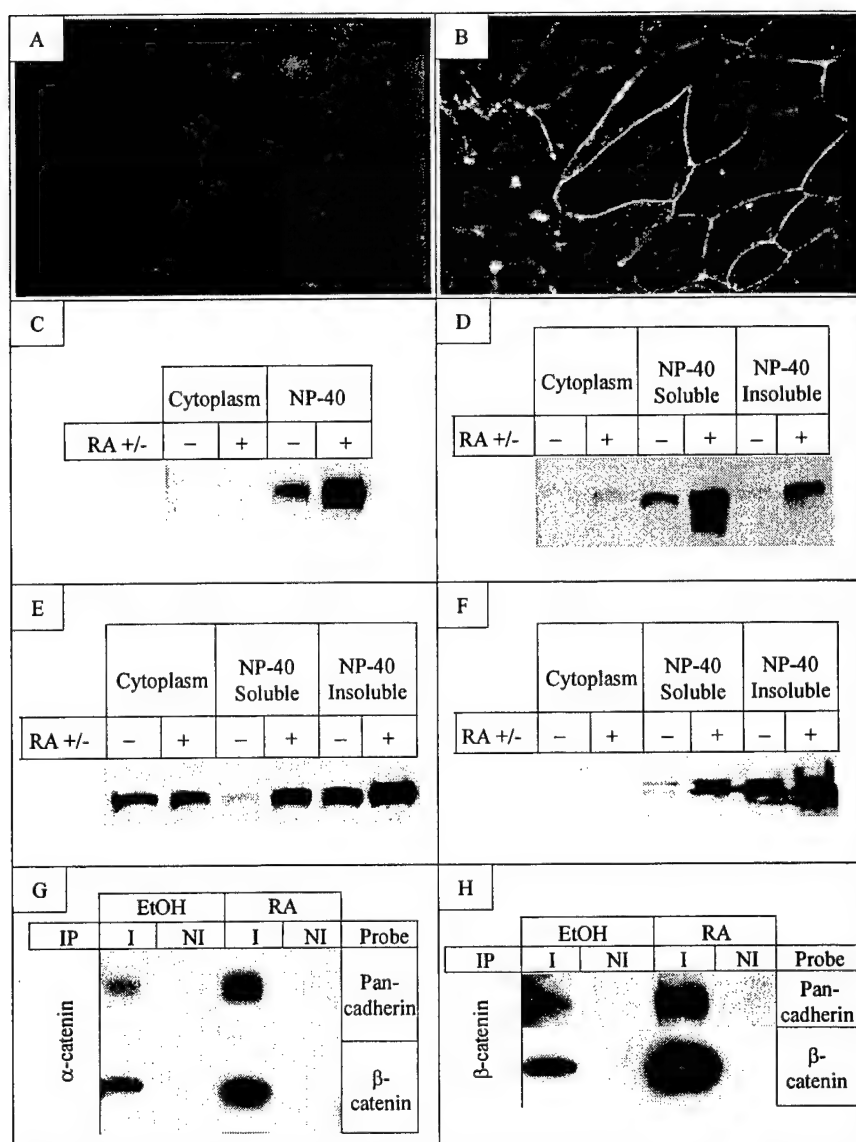 A
B
C
Cytoplasm NP-40
RA +/- − + − +
D
Cytoplasm NP-40 Soluble NP-40 Insoluble
RA +/- − + − + − +
E
Cytoplasm NP-40 Soluble NP-40 Insoluble
RA +/- − + − + − +
F
Cytoplasm NP-40 Soluble NP-40 Insoluble
RA +/- − + − + − +
G
EtOH RA
IP I NI I NI Probe
α-catenin
Pan-
cadherin
β-
catenin
H
EtOH RA
IP I NI I NI Probe
β-catenin
Pan-
cadherin
β-
catenin